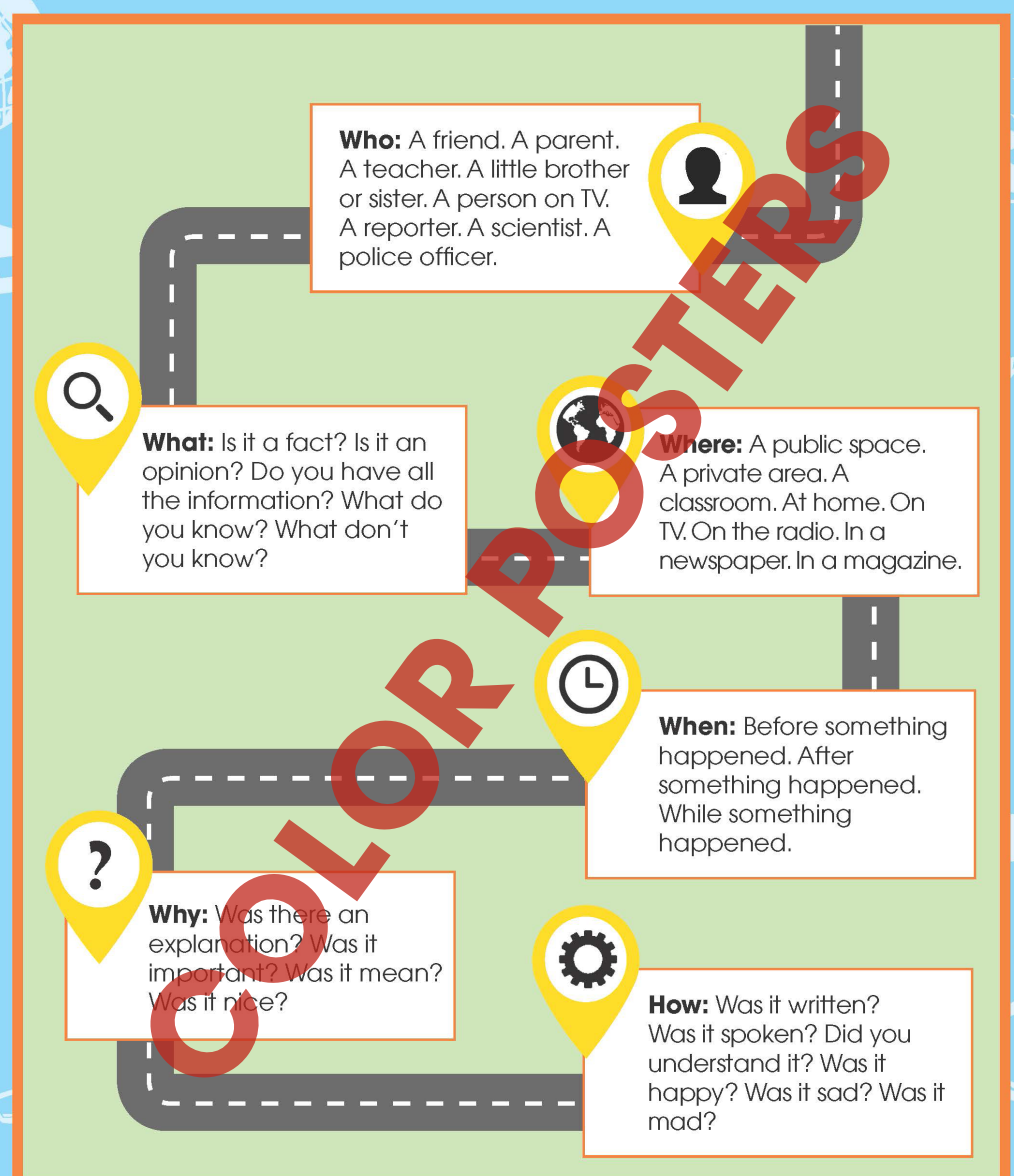 Who: A friend. A parent.
A teacher. A little brother
or sister. A person on TV.
A reporter. A scientist. A
police officer.
What: Is it a fact? Is it an
opinion? Do you have all
the information? What do
you know? What don't
you know?
Where: A public space.
A private area. A
classroom. At home. On
TV. On the radio. In a
newspaper. In a magazine.
When: Before something
happened. After
something happened.
While something
happened.
Why: Was there an
explanation? Was it
important? Was it mean?
Was it nice?
How: Was it written?
Was it spoken? Did you
understand it? Was it
happy? Was it sad? Was it
mad?
COLOR POSTERS